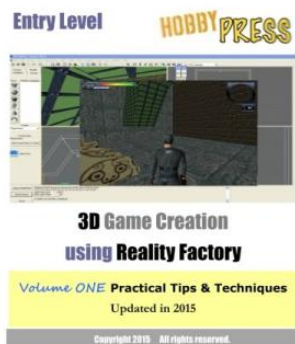 Entry Level
HOBBYPRESS
3D Game Creation
using Reality Factory
Volume ONE Practical Tips & Techniques
Updated in 2015
Copyright 2015 All rights reserved.